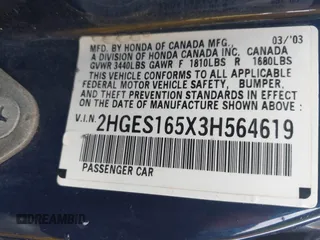 MFD. BY HONDA OF CANADA MFG., 03/'03
A DIVISION OF HONDA CANADA INC., CANADA
GVWR 3440LBS GAWR F 1810LBS R 1680LBS
THIS VEHICLE CONFORMS TO ALL APPLICABLE
FEDERAL MOTOR VEHICLE SAFETY, BUMPER,
AND THEFT PREVENTION STANDARDS IN EFFECT ON
THE DATE OF MANUFACTURE SHOWN ABOVE.
V.I.N. 2HGES165X3H564619
PASSENGER CAR
DREAMBID